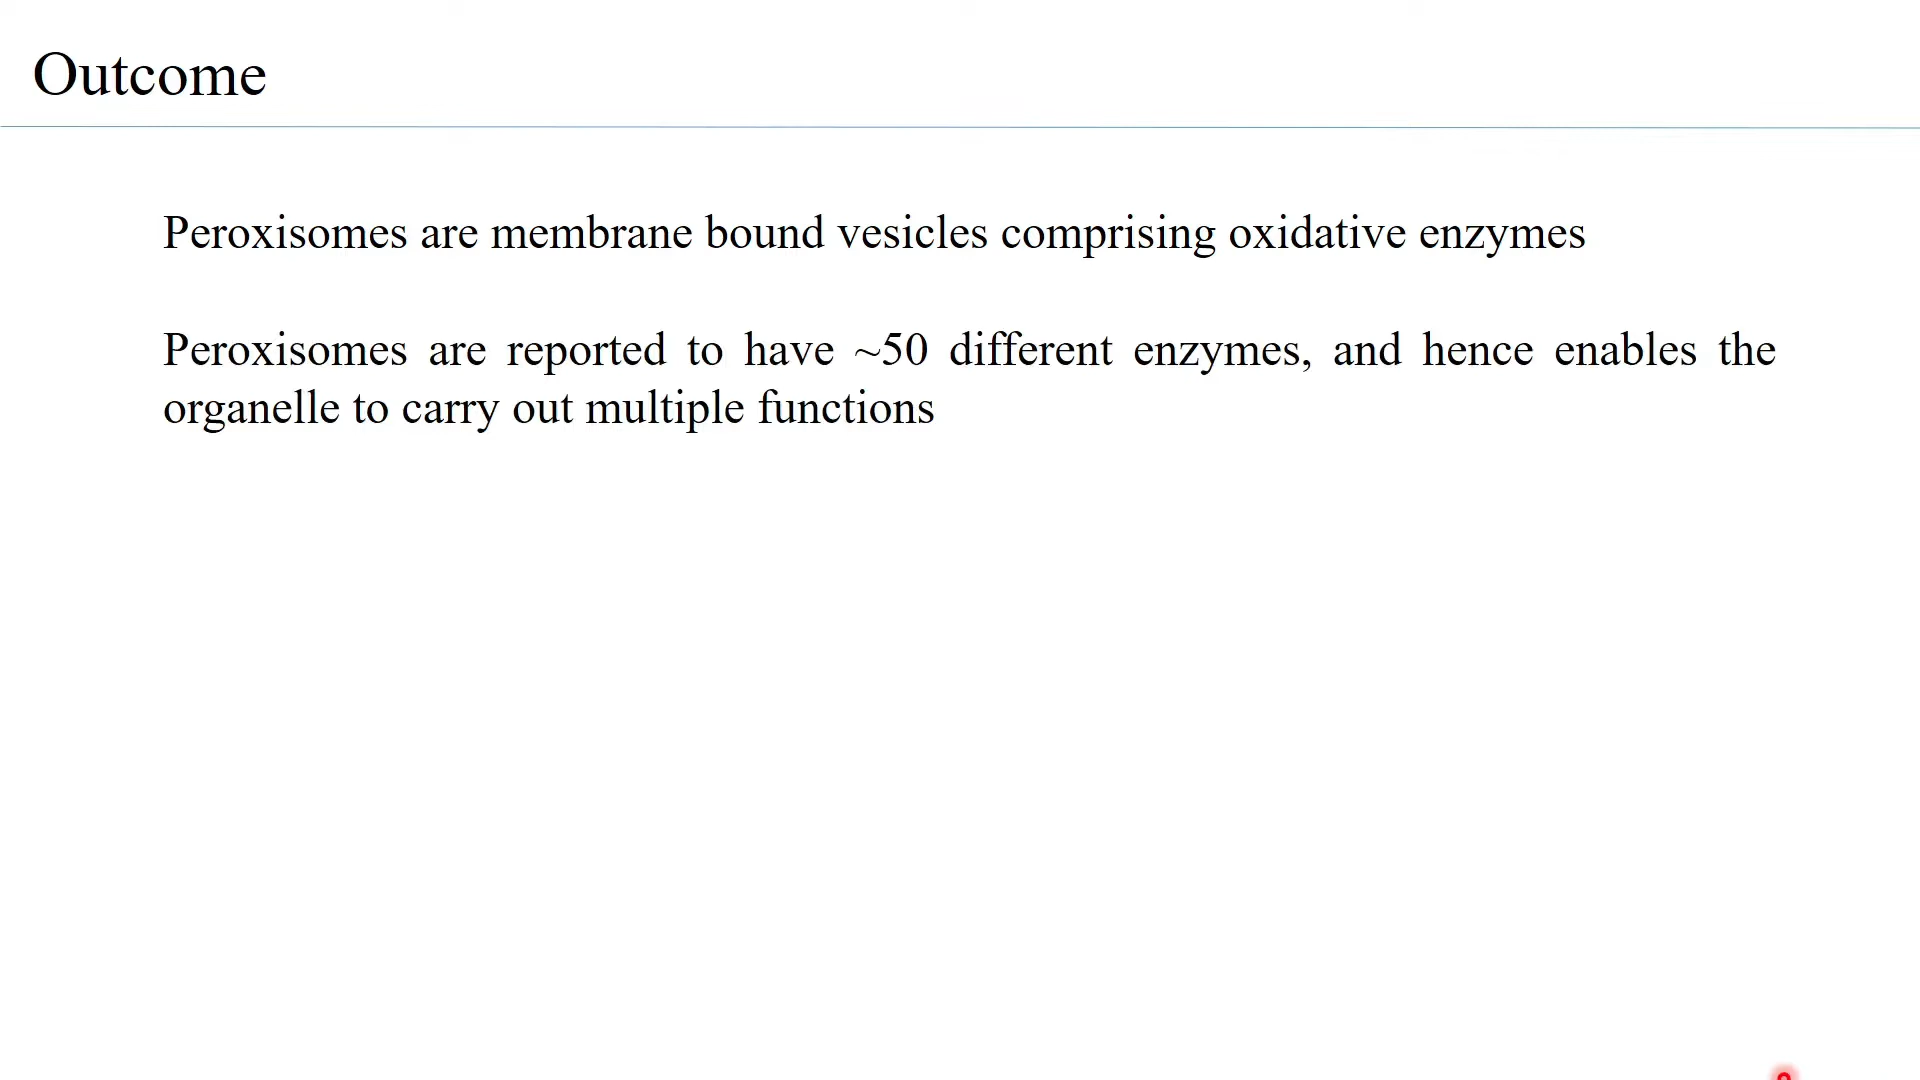 Outcome
Peroxisomes are membrane bound vesicles comprising oxidative enzymes
Peroxisomes are reported to have ~50 different enzymes, and hence enables the
organelle to carry out multiple functions